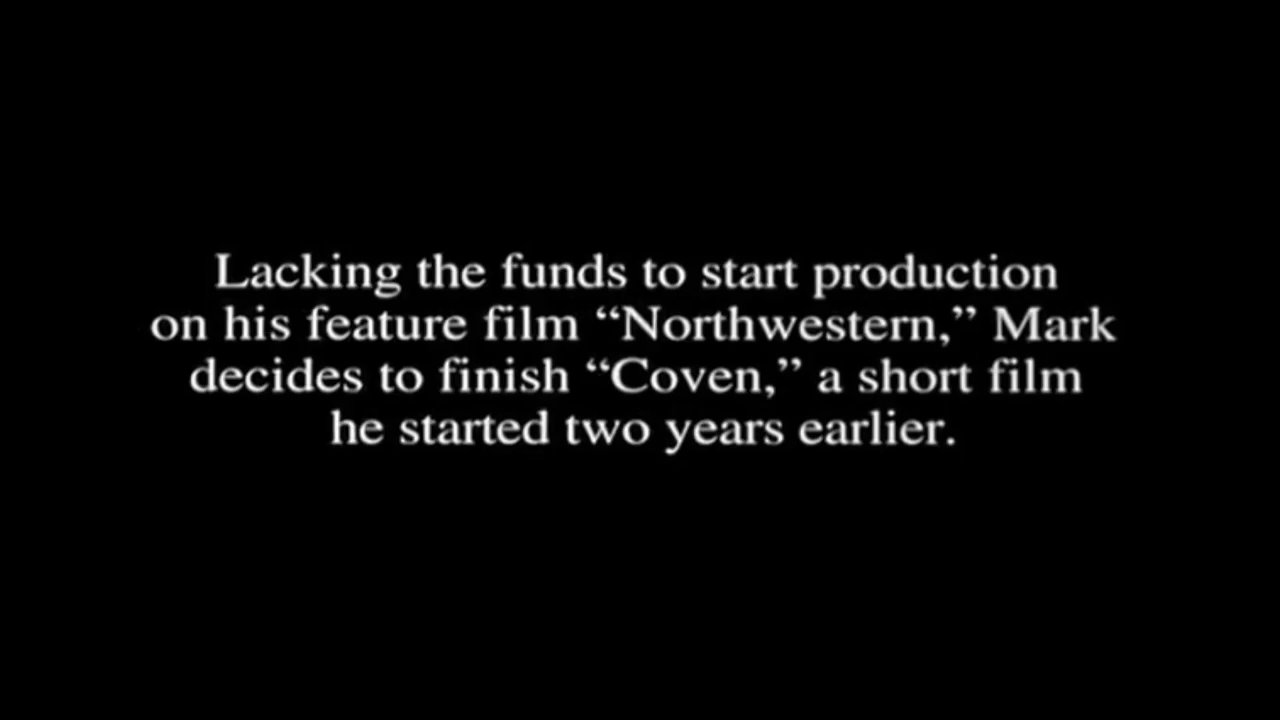 Lacking the funds to start production
on his feature film “Northwestern,” Mark
decides to finish “Coven,” a short film
he started two years earlier.